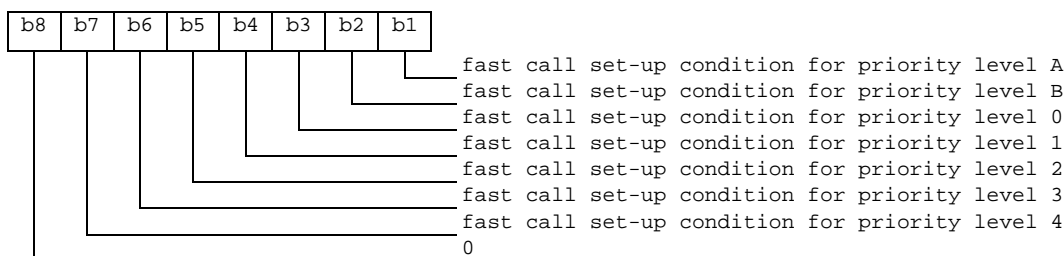 b8 b7 b6 b5 b4 b3 b2 b1
fast call set-up condition for priority level A
fast call set-up condition for priority level B
fast call set-up condition for priority level 0
fast call set-up condition for priority level 1
fast call set-up condition for priority level 2
fast call set-up condition for priority level 3
fast call set-up condition for priority level 4
0